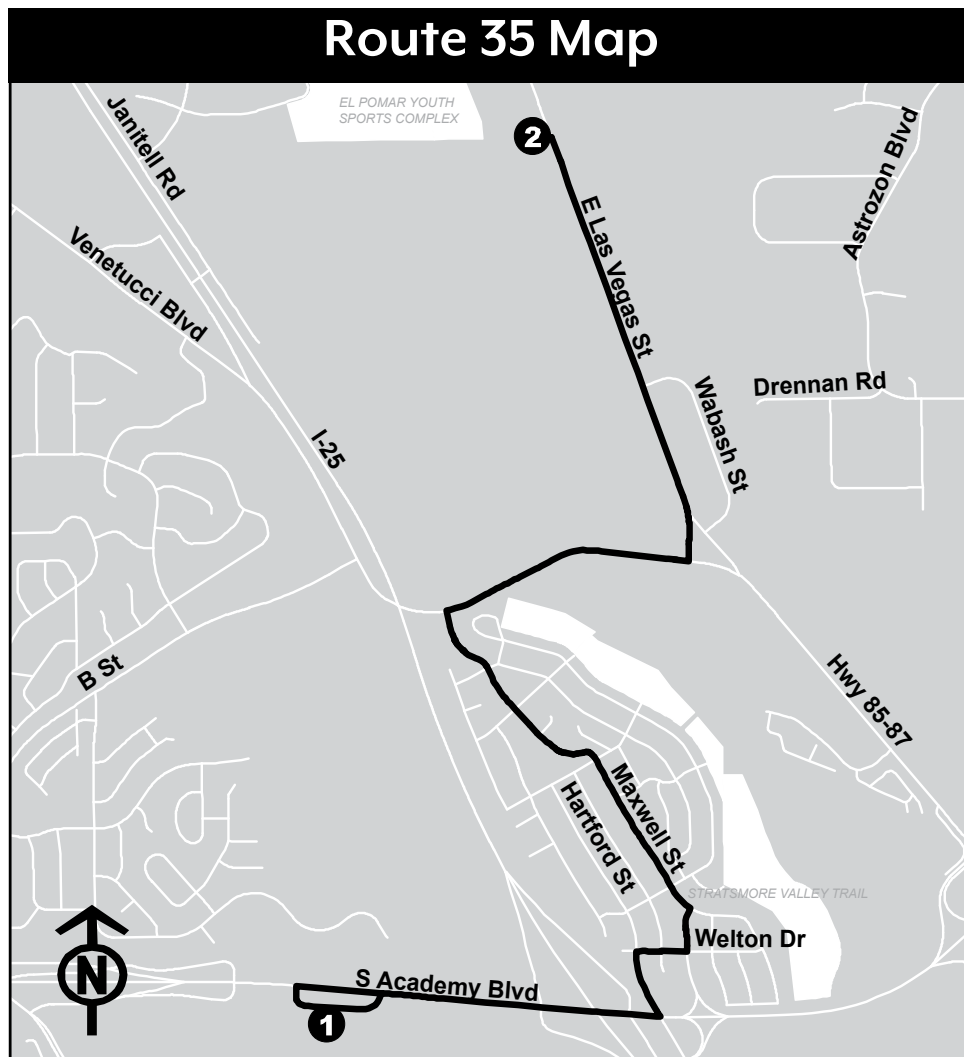 Route 35 Map
EL POMAR YOUTH
SPORTS COMPLEX
2
Janitell Rd
Astrozon Blvd
E Las Vegas St
Venetucci Blvd
Drennan Rd
Wabash St
I-25
B St
Hwy 85-87
Maxwell St
Hartford St
STRATSMORE VALLEY TRAIL
Welton Dr
N
S Academy Blvd
1